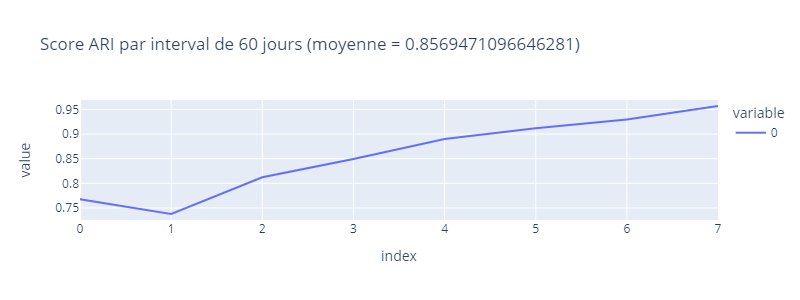 Score ARI par interval de 60 jours (moyenne = 0.8569471096646281)
variable
0
value
0.95
0.9
0.85
0.8
0.75
0 1 2 3 4 5 6 7
index